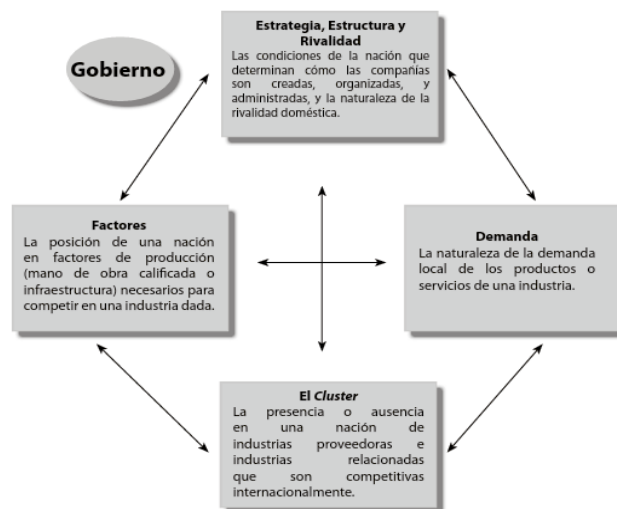 Estrategia, Estructura y
Rivalidad
Las condiciones de la nación que
determinan cómo las compañías
son creadas, organizadas, y
administradas, y la naturaleza de la
rivalidad doméstica.
Gobierno
Factores
La posición de una nación
en factores de producción
(mano de obra calificada o
infraestructura) necesarios para
competir en una industria dada.
Demanda
La naturaleza de la demanda
local de los productos o
servicios de una industria.
El Cluster
La presencia o ausencia
en una nación de
industrias proveedoras e
industrias relacionadas
que son competitivas
internacionalmente.